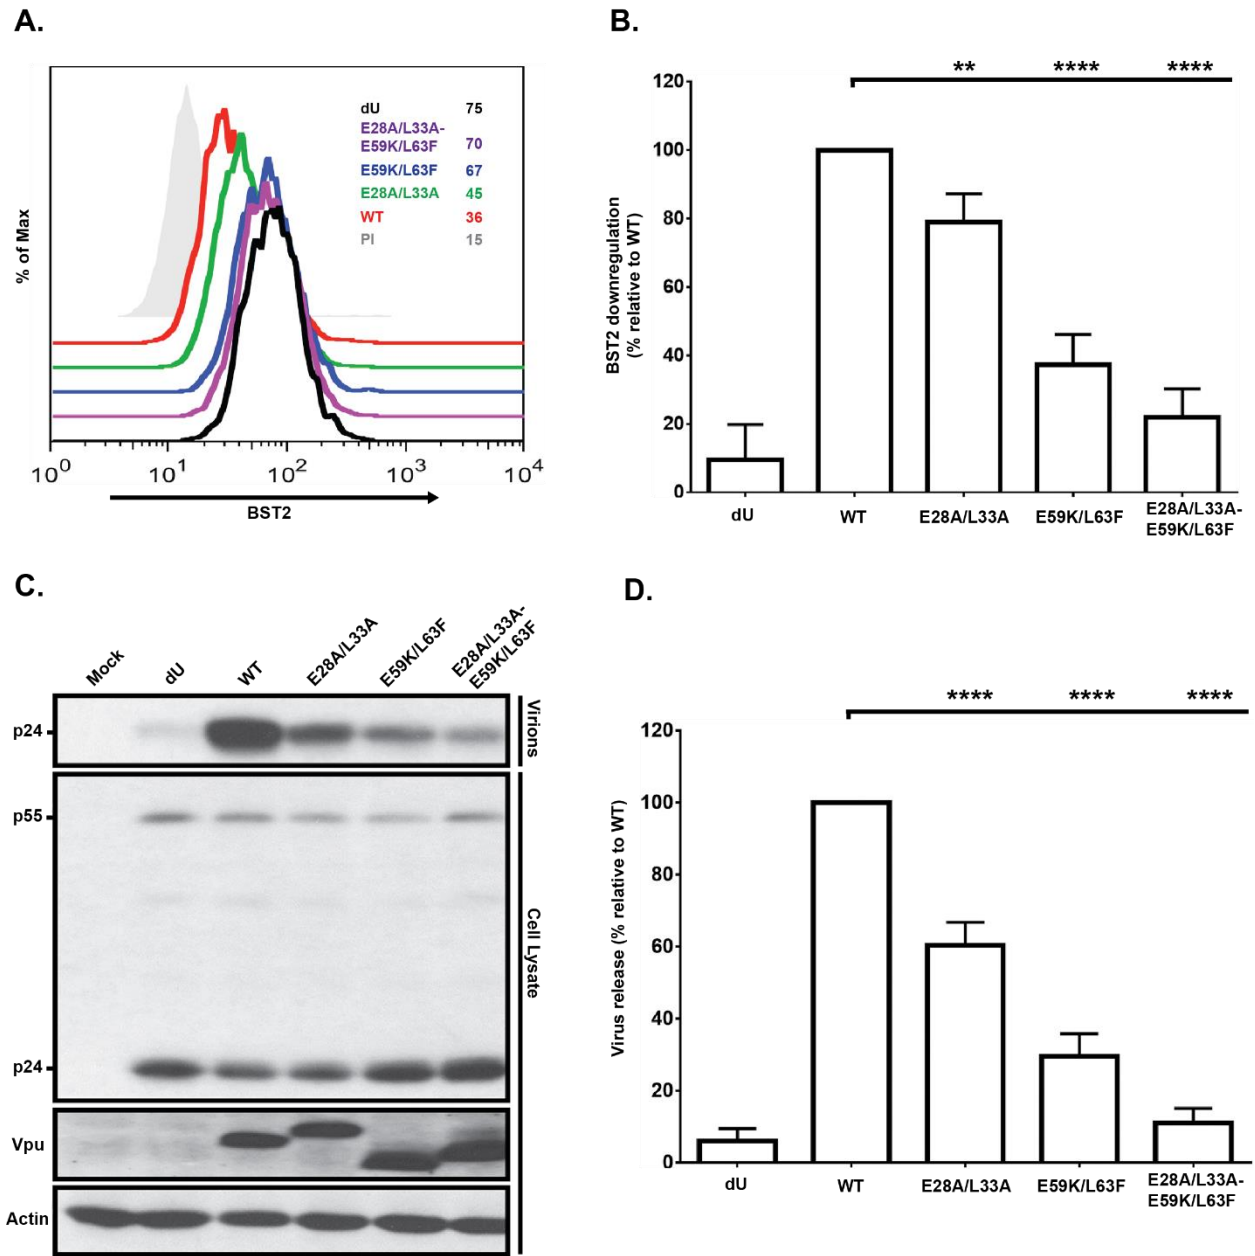 A.
% of Max
dU 75
E28A/L33A-
E59K/L63F 70
E59K/L63F 67
E28A/L33A 45
WT 36
PI 15
10^0 10^1 10^2 10^3 10^4
BST2
B.
** **** ****
BST2 downregulation
(% relative to WT)
120
100
80
60
40
20
0
dU WT E28A/L33A E59K/L63F E28A/L33A-
E59K/L63F
C.
Mock dU WT E28A/L33A E59K/L63F E28A/L33A-
E59K/L63F
p24
Virions
p55
p24
Cell Lysate
Vpu
Actin
D.
**** **** ****
Virus release (% relative to WT)
120
100
80
60
40
20
0
dU WT E28A/L33A E59K/L63F E28A/L33A-
E59K/L63F